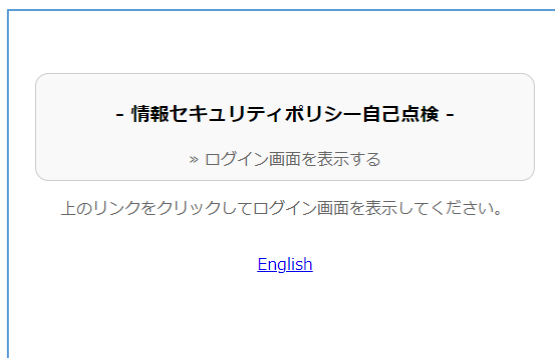 - 情報セキュリティポリシー自己点検 -
» ログイン画面を表示する
上のリンクをクリックしてログイン画面を表示してください。
English